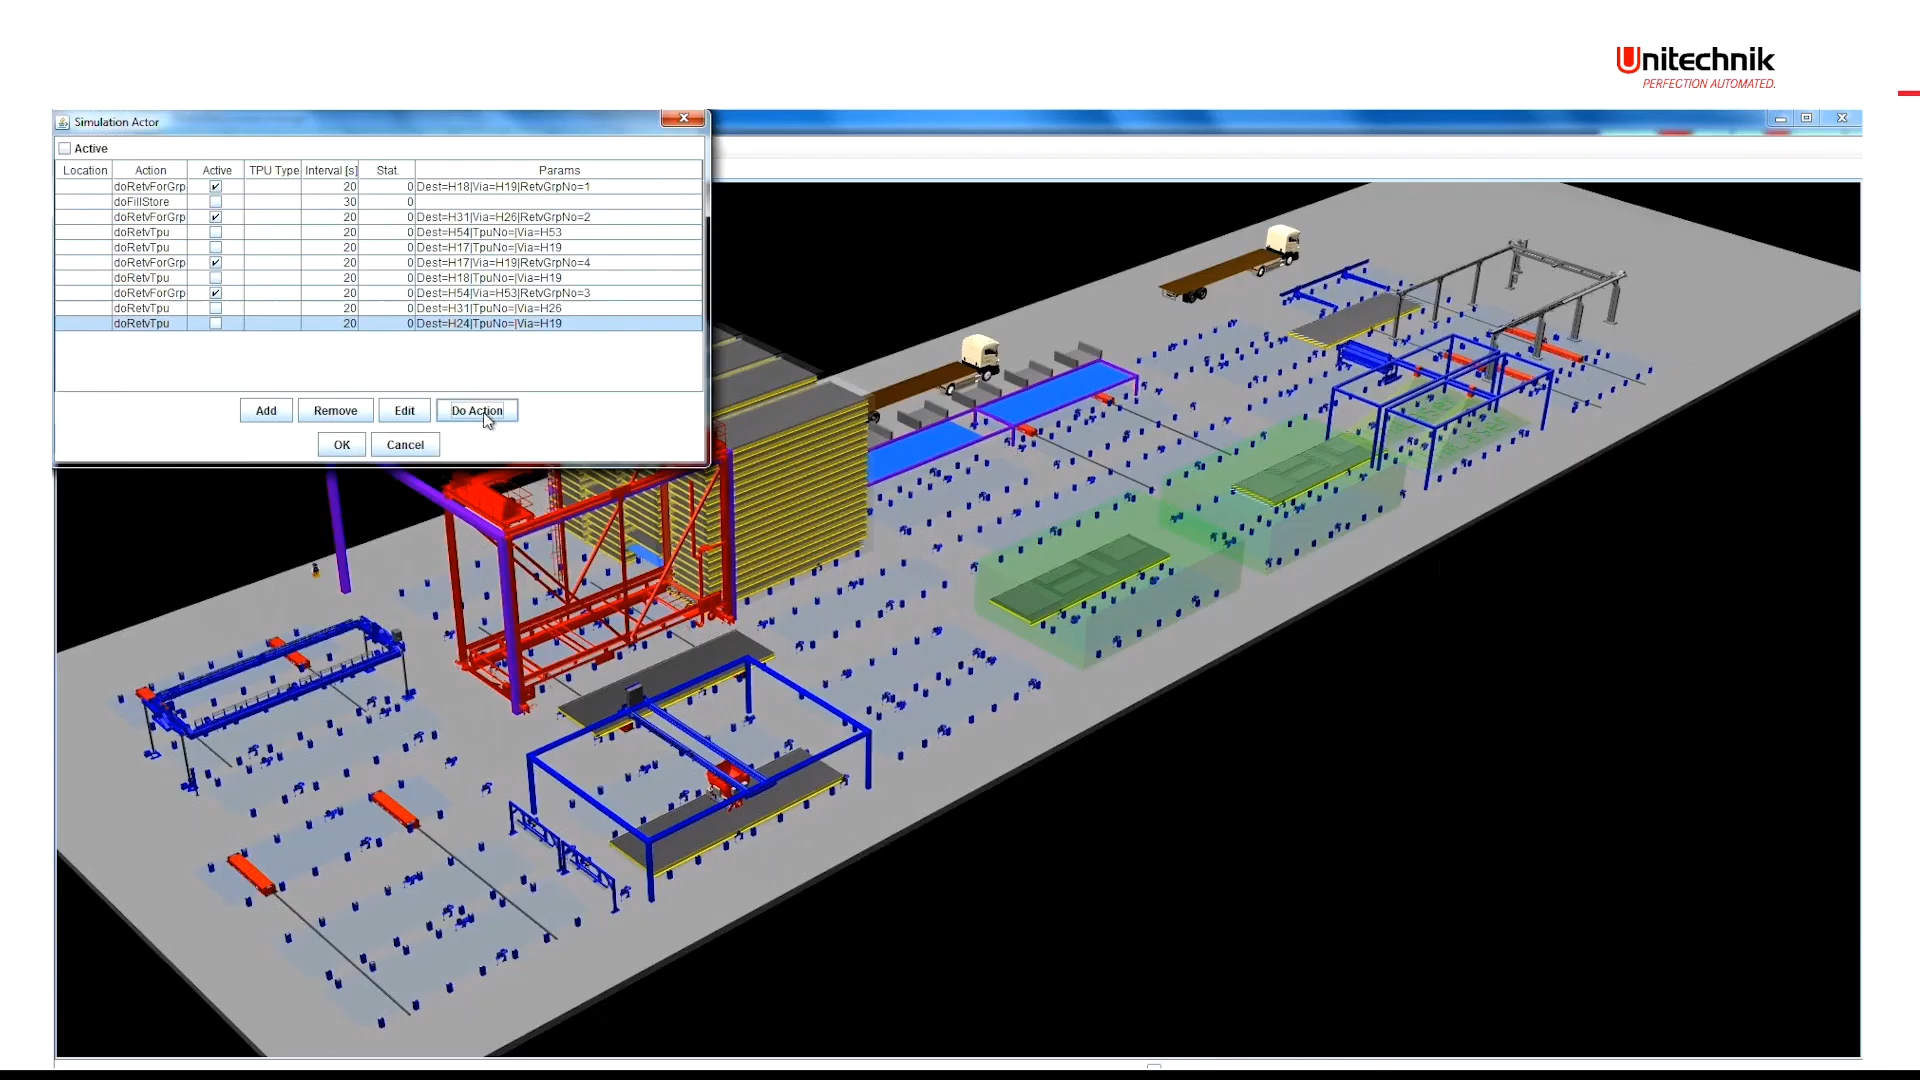 Unitechnik
PERFECTION AUTOMATED.
Simulation Actor
Active
Location Action Active TPU Type Interval [s] Stat. Params
doRetvForGrp 20 0 Dest=H18|Via=H19|RetvGrpNo=1
doFillStore 30 0
doRetvForGrp 20 0 Dest=H31|Via=H26|RetvGrpNo=2
doRetvTpu 20 0 Dest=H54|TpuNo=|Via=H53
doRetvTpu 20 0 Dest=H17|TpuNo=|Via=H19
doRetvForGrp 20 0 Dest=H17|Via=H19|RetvGrpNo=4
doRetvTpu 20 0 Dest=H18|TpuNo=|Via=H19
doRetvForGrp 20 0 Dest=H54|Via=H53|RetvGrpNo=3
doRetvTpu 20 0 Dest=H31|TpuNo=|Via=H26
doRetvTpu 20 0 Dest=H24|TpuNo=|Via=H19
Add Remove Edit Do Action
OK Cancel